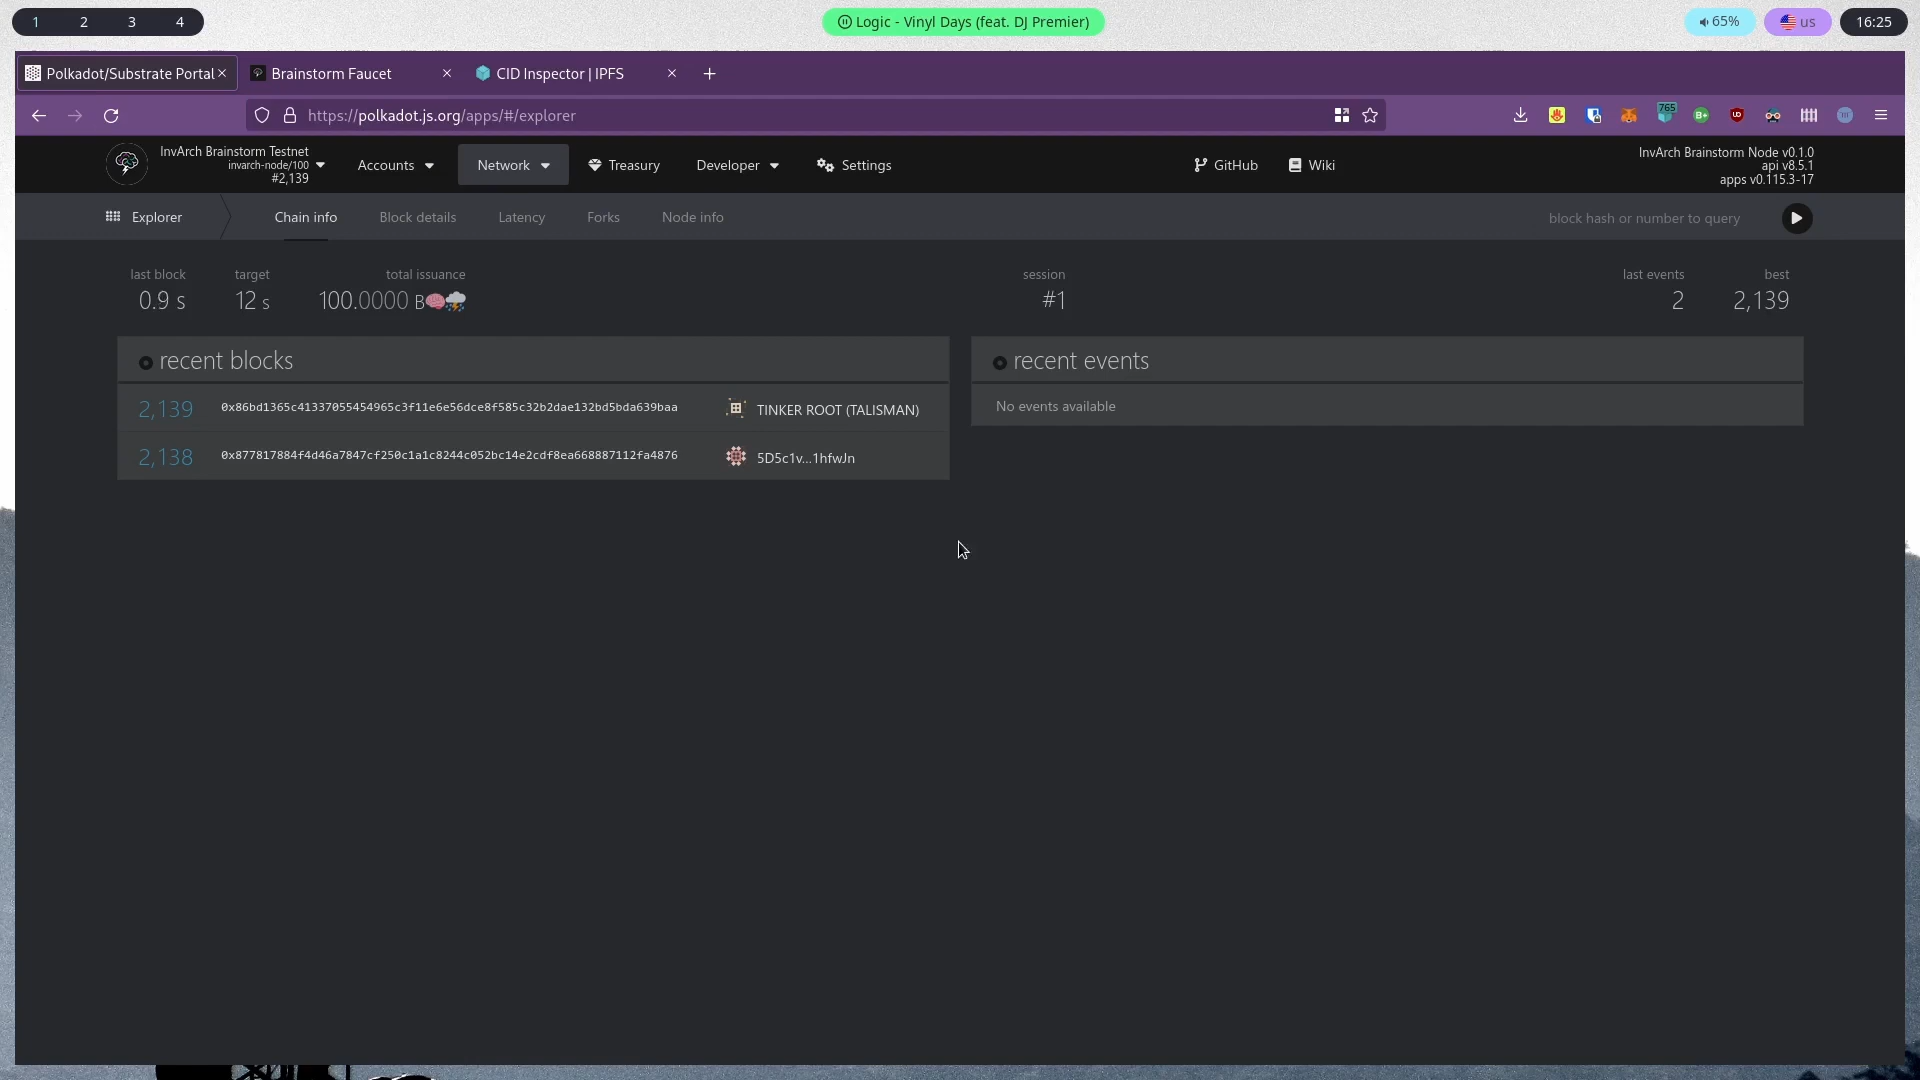 1 2 3 4
Logic - Vinyl Days (feat. DJ Premier)
65%
us
16:25
Polkadot/Substrate Portal
Brainstorm Faucet
CID Inspector | IPFS
https://polkadot.js.org/apps/#/explorer
765
InvArch Brainstorm Testnet
invarch-node/100
#2,139
Accounts
Network
Treasury
Developer
Settings
GitHub
Wiki
InvArch Brainstorm Node v0.1.0
api v8.5.1
apps v0.115.3-17
Explorer
Chain info
Block details
Latency
Forks
Node info
block hash or number to query
last block
0.9 s
target
12 s
total issuance
100.0000 B🧠⛈️
session
#1
last events
2
best
2,139
recent blocks
2,139 0x86bd1365c41337055454965c3f11e6e56dce8f585c32b2dae132bd5bda639baa TINKER ROOT (TALISMAN)
2,138 0x877817884f4d46a7847cf250c1a1c8244c052bc14e2cdf8ea668887112fa4876 5D5c1v…1hfwJn
recent events
No events available